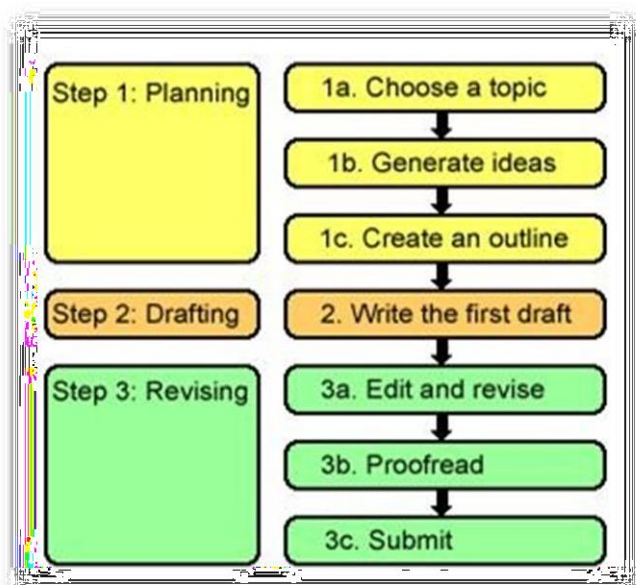 Step 1: Planning
1a. Choose a topic
1b. Generate ideas
1c. Create an outline
Step 2: Drafting
2. Write the first draft
Step 3: Revising
3a. Edit and revise
3b. Proofread
3c. Submit